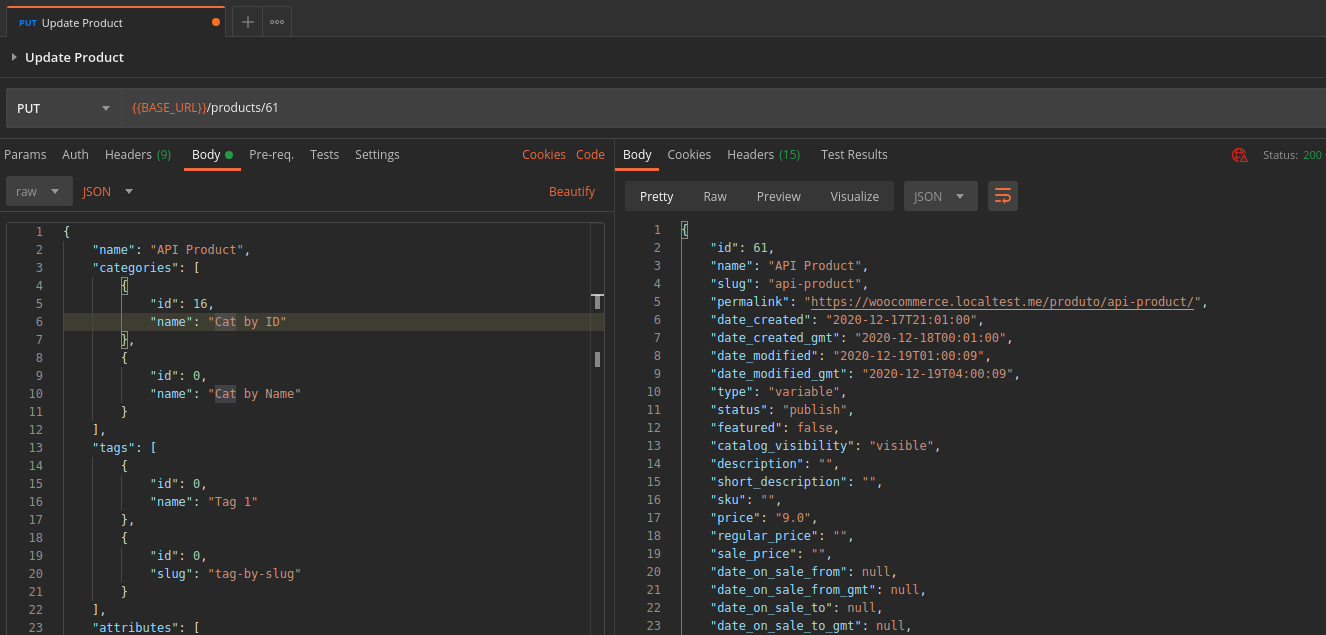 PUT Update Product
Update Product
PUT {{BASE_URL}}/products/61
Params Auth Headers (9) Body Pre-req. Tests Settings Cookies Code
raw JSON Beautify
1 {
2 "name": "API Product",
3 "categories": [
4 {
5 "id": 16,
6 "name": "Cat by ID"
7 },
8 {
9 "id": 0,
10 "name": "Cat by Name"
11 }
12 ],
13 "tags": [
14 {
15 "id": 0,
16 "name": "Tag 1"
17 },
18 {
19 "id": 0,
20 "slug": "tag-by-slug"
21 }
22 ],
23 "attributes": [
Body Cookies Headers (15) Test Results Status: 200
Pretty Raw Preview Visualize JSON
1 {
2 "id": 61,
3 "name": "API Product",
4 "slug": "api-product",
5 "permalink": "https://woocommerce.localtest.me/produto/api-product/",
6 "date_created": "2020-12-17T21:01:00",
7 "date_created_gmt": "2020-12-18T00:01:00",
8 "date_modified": "2020-12-19T01:00:09",
9 "date_modified_gmt": "2020-12-19T04:00:09",
10 "type": "variable",
11 "status": "publish",
12 "featured": false,
13 "catalog_visibility": "visible",
14 "description": "",
15 "short_description": "",
16 "sku": "",
17 "price": "9.0",
18 "regular_price": "",
19 "sale_price": "",
20 "date_on_sale_from": null,
21 "date_on_sale_from_gmt": null,
22 "date_on_sale_to": null,
23 "date_on_sale_to_gmt": null,